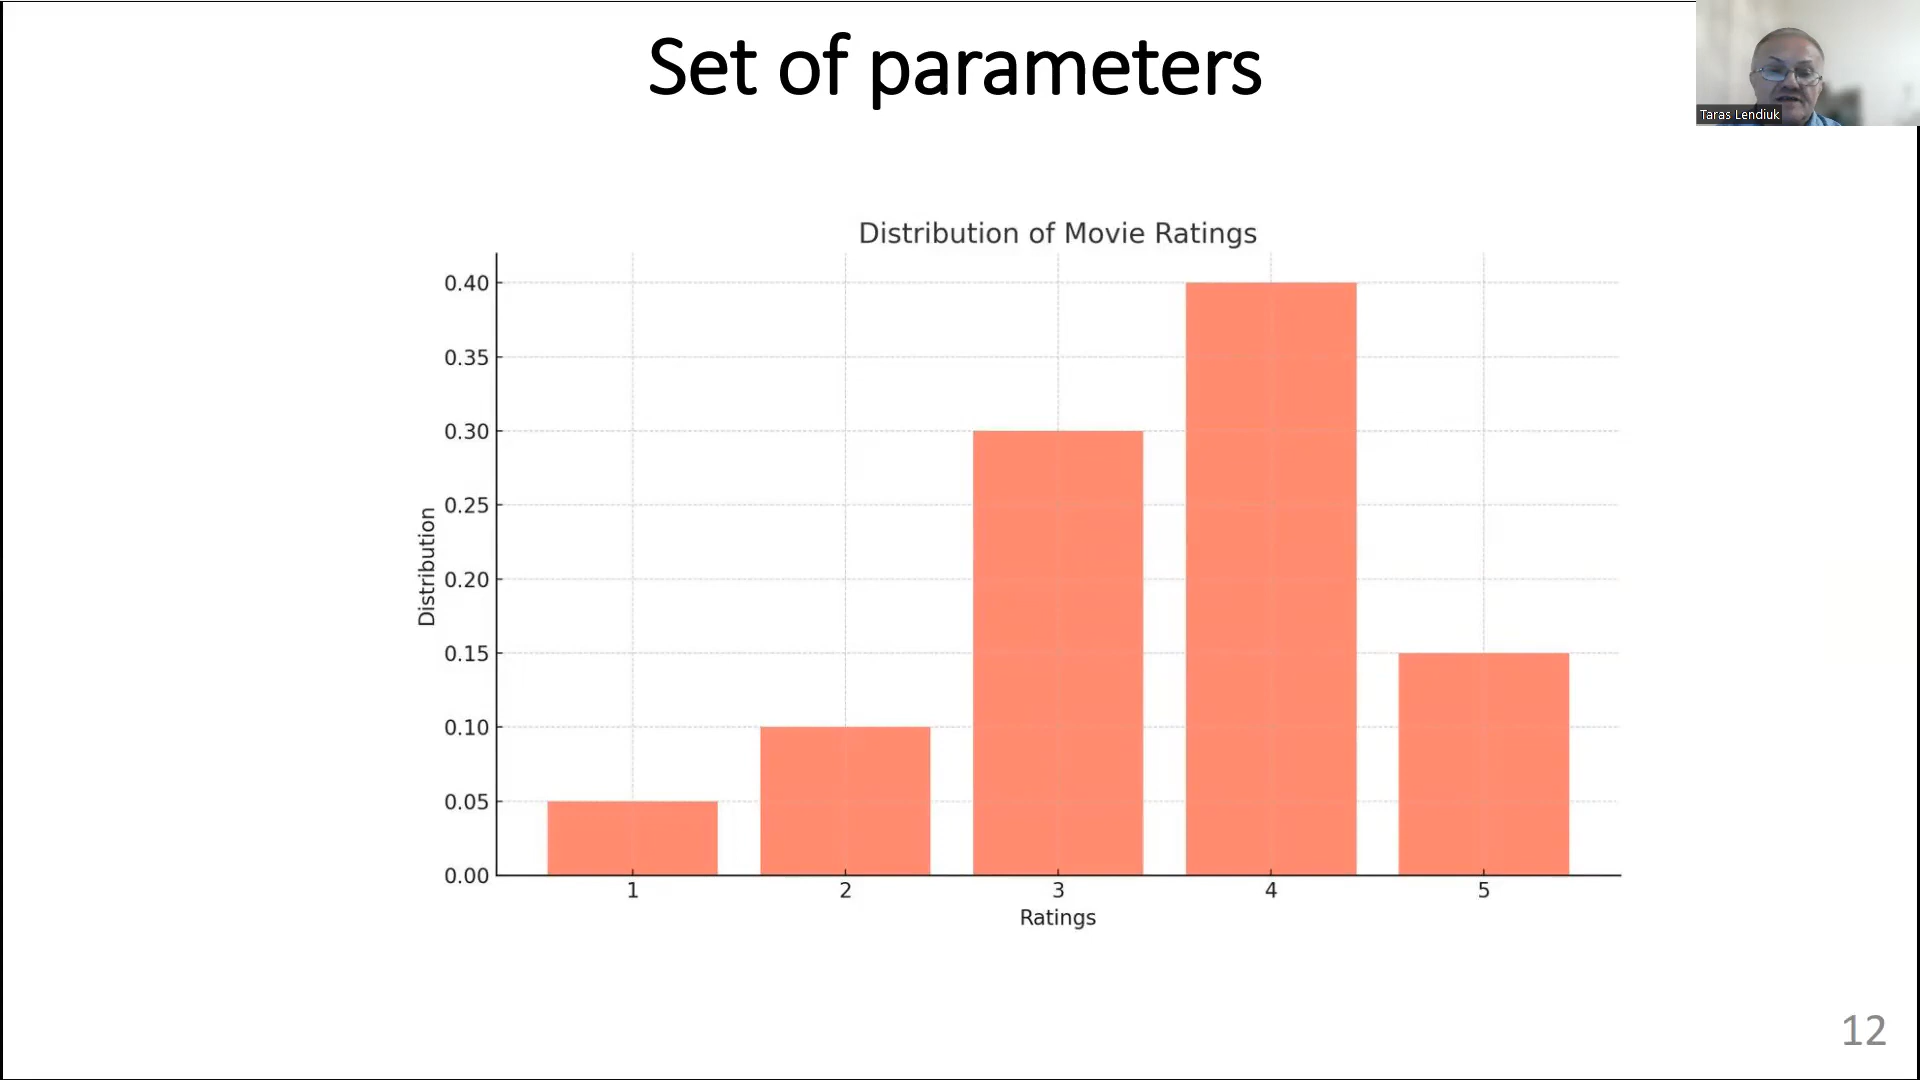 Set of parameters
Taras Lendiuk
Distribution of Movie Ratings
0.40
0.35
0.30
0.25
0.20
0.15
0.10
0.05
0.00
Distribution
1 2 3 4 5
Ratings
12